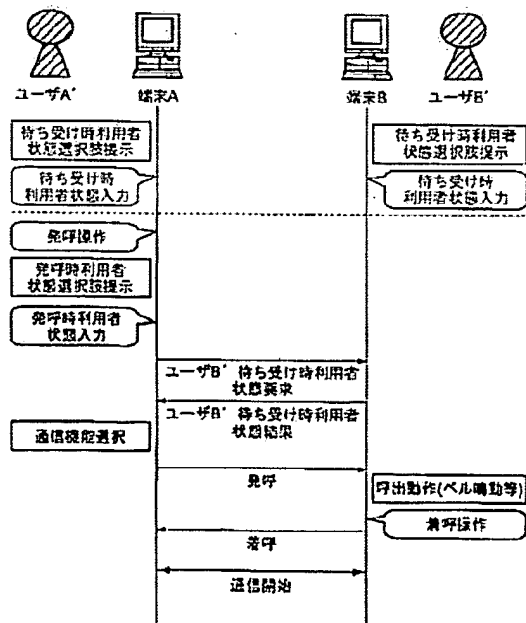 ユーザA'
端末A
端末B
ユーザB'
待ち受け時利用者
状態選択肢提示
待ち受け時利用者
状態選択肢提示
待ち受け時
利用者状態入力
待ち受け時
利用者状態入力
発呼操作
発呼時利用者
状態選択肢提示
発呼時利用者
状態入力
ユーザB' 待ち受け時利用者
状態要求
ユーザB' 待ち受け時利用者
状態結果
通信機能選択
発呼
呼出動作(ベル鳴動等)
着呼操作
着呼
通信開始